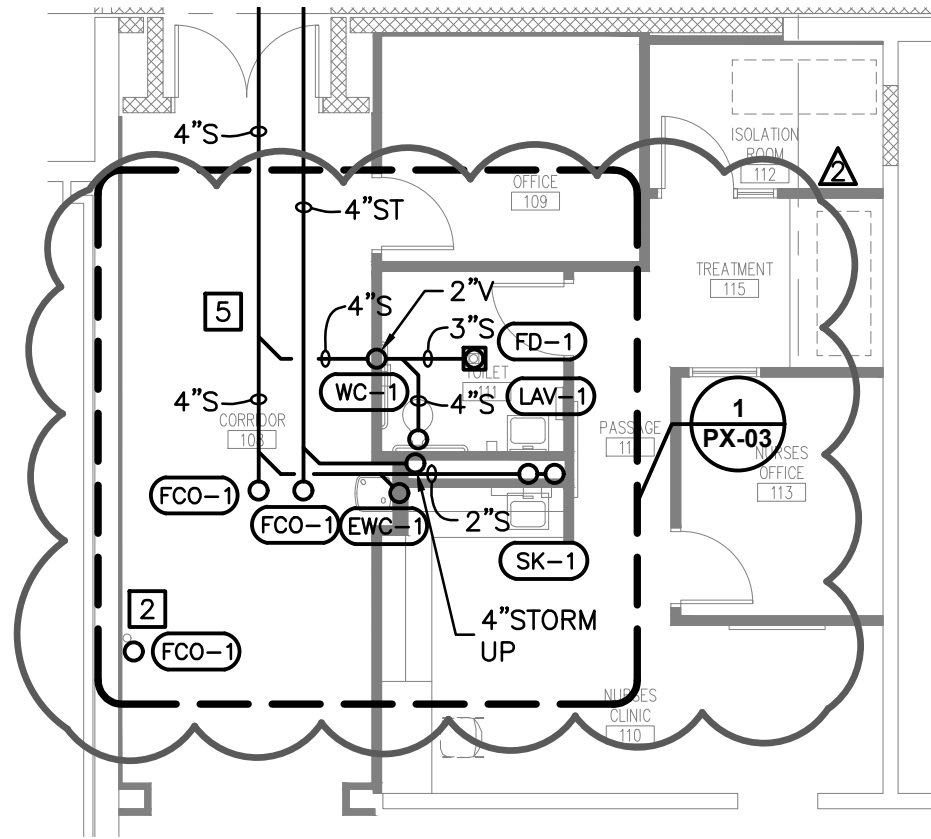 4"S
ISOLATION
ROOM
112
2
OFFICE
109
4"ST
TREATMENT
115
5
4"S
2"V
3"S
FD-1
TOILET
111
WC-1
LAV-1
4"S
4"S
CORRIDOR
PASSAGE
1
PX-03
NURSES
OFFICE
113
FCO-1
FCO-1
EWC-1
2"S
SK-1
2
4"STORM
UP
FCO-1
NURSES
CLINIC
110